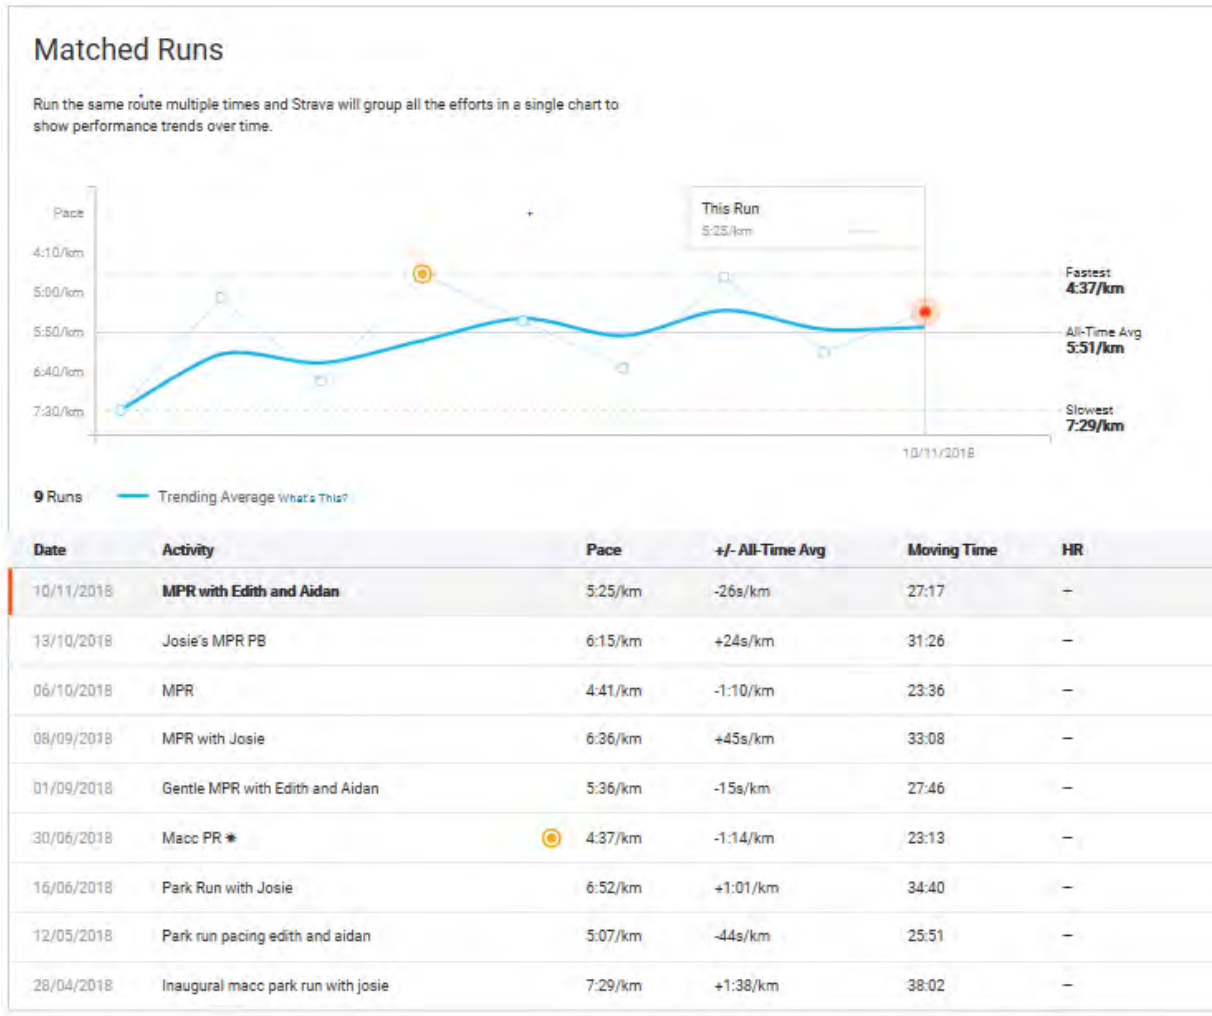 Matched Runs
Run the same route multiple times and Strava will group all the efforts in a single chart to
show performance trends over time.
Pace
4:10/km
5:00/km
5:50/km
6:40/km
7:30/km
This Run
5:25/km
Fastest
4:37/km
All-Time Avg
5:51/km
Slowest
7:29/km
10/11/2018
9 Runs Trending Average What's This?
Date Activity Pace +/- All-Time Avg Moving Time HR
10/11/2018 MPR with Edith and Aidan 5:25/km -26s/km 27:17 –
13/10/2018 Josie's MPR PB 6:15/km +24s/km 31:26 –
06/10/2018 MPR 4:41/km -1:10/km 23:36 –
08/09/2018 MPR with Josie 6:36/km +45s/km 33:08 –
01/09/2018 Gentle MPR with Edith and Aidan 5:36/km -15s/km 27:46 –
30/06/2018 Macc PR ☀ 4:37/km -1:14/km 23:13 –
16/06/2018 Park Run with Josie 6:52/km +1:01/km 34:40 –
12/05/2018 Park run pacing edith and aidan 5:07/km -44s/km 25:51 –
28/04/2018 Inaugural macc park run with josie 7:29/km +1:38/km 38:02 –